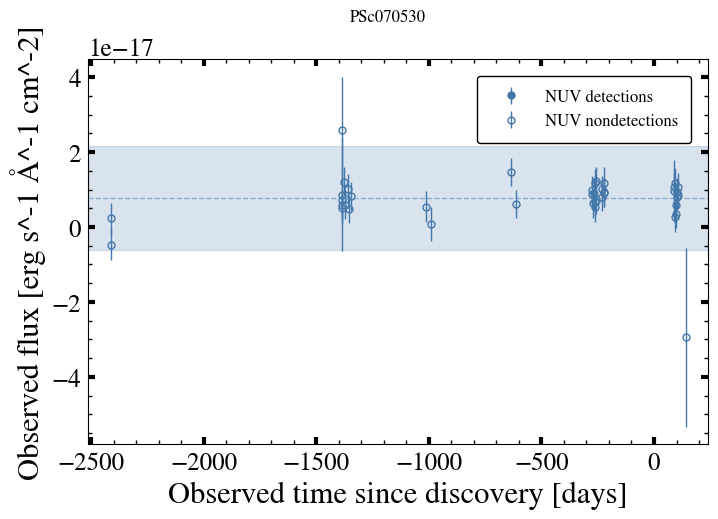 PSc070530
1e−17
NUV detections
NUV nondetections
4
2
0
−2
−4
Observed flux [erg s^-1 Å^-1 cm^-2]
−2500 −2000 −1500 −1000 −500 0
Observed time since discovery [days]